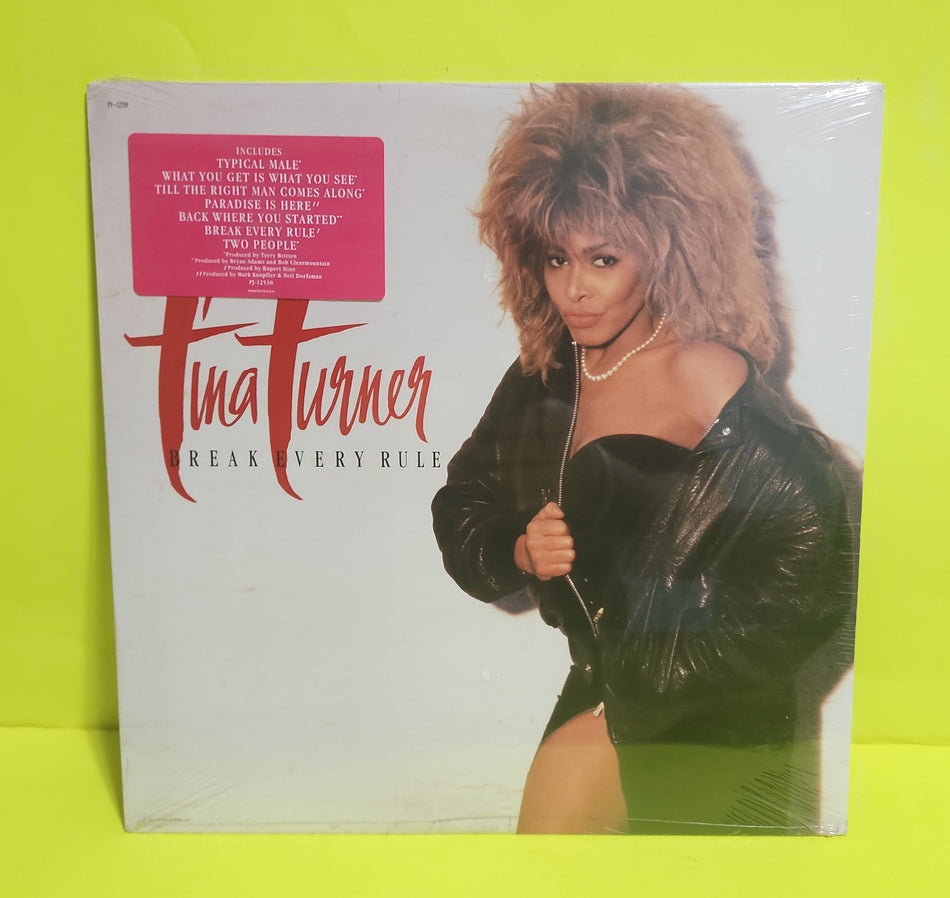 PJ-12530
INCLUDES
TYPICAL MALE*
WHAT YOU GET IS WHAT YOU SEE*
TILL THE RIGHT MAN COMES ALONG*
PARADISE IS HERE//
BACK WHERE YOU STARTED**
BREAK EVERY RULE/
TWO PEOPLE*
*Produced by Terry Britten
**Produced by Bryan Adams and Bob Clearmountain
/Produced by Rupert Hine
//Produced by Mark Knopfler & Neil Dorfsman
PJ-12530
Tina Turner
BREAK EVERY RULE